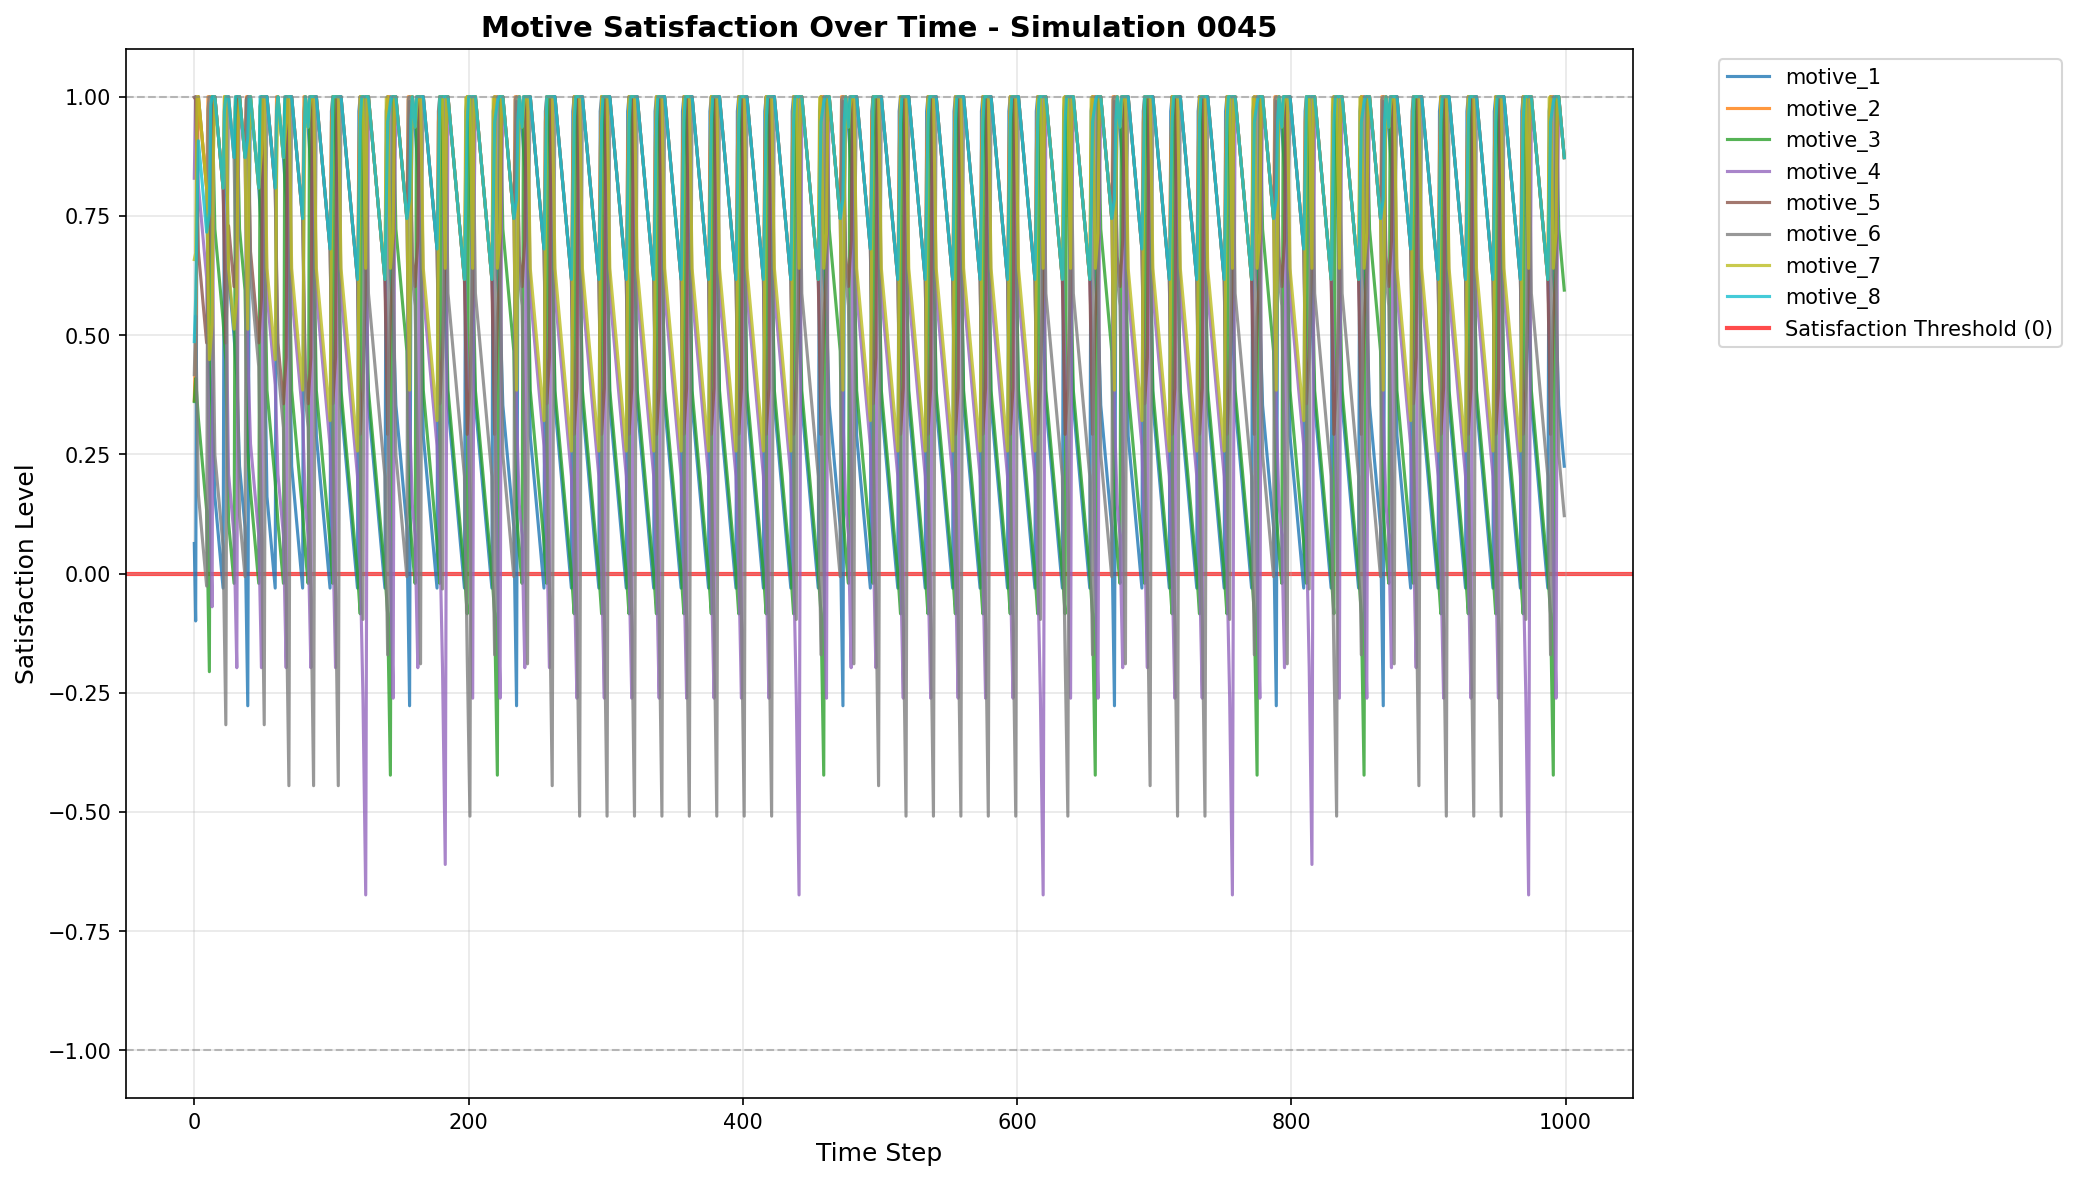 Motive Satisfaction Over Time - Simulation 0045
1.00
0.75
0.50
0.25
0.00
−0.25
−0.50
−0.75
−1.00
Satisfaction Level
0
200
400
600
800
1000
Time Step
motive_1
motive_2
motive_3
motive_4
motive_5
motive_6
motive_7
motive_8
Satisfaction Threshold (0)